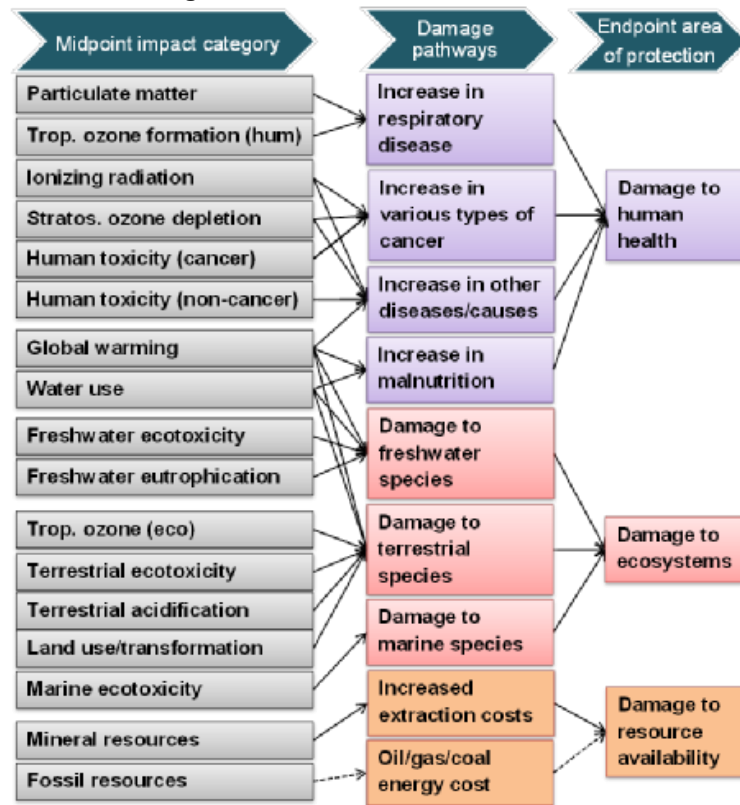 Midpoint impact category
Damage
pathways
Endpoint area
of protection
Particulate matter
Trop. ozone formation (hum)
Ionizing radiation
Stratos. ozone depletion
Human toxicity (cancer)
Human toxicity (non-cancer)
Global warming
Water use
Freshwater ecotoxicity
Freshwater eutrophication
Trop. ozone (eco)
Terrestrial ecotoxicity
Terrestrial acidification
Land use/transformation
Marine ecotoxicity
Mineral resources
Fossil resources
Increase in
respiratory
disease
Increase in
various types of
cancer
Increase in other
diseases/causes
Increase in
malnutrition
Damage to
freshwater
species
Damage to
terrestrial
species
Damage to
marine species
Increased
extraction costs
Oil/gas/coal
energy cost
Damage to
human
health
Damage to
ecosystems
Damage to
resource
availability